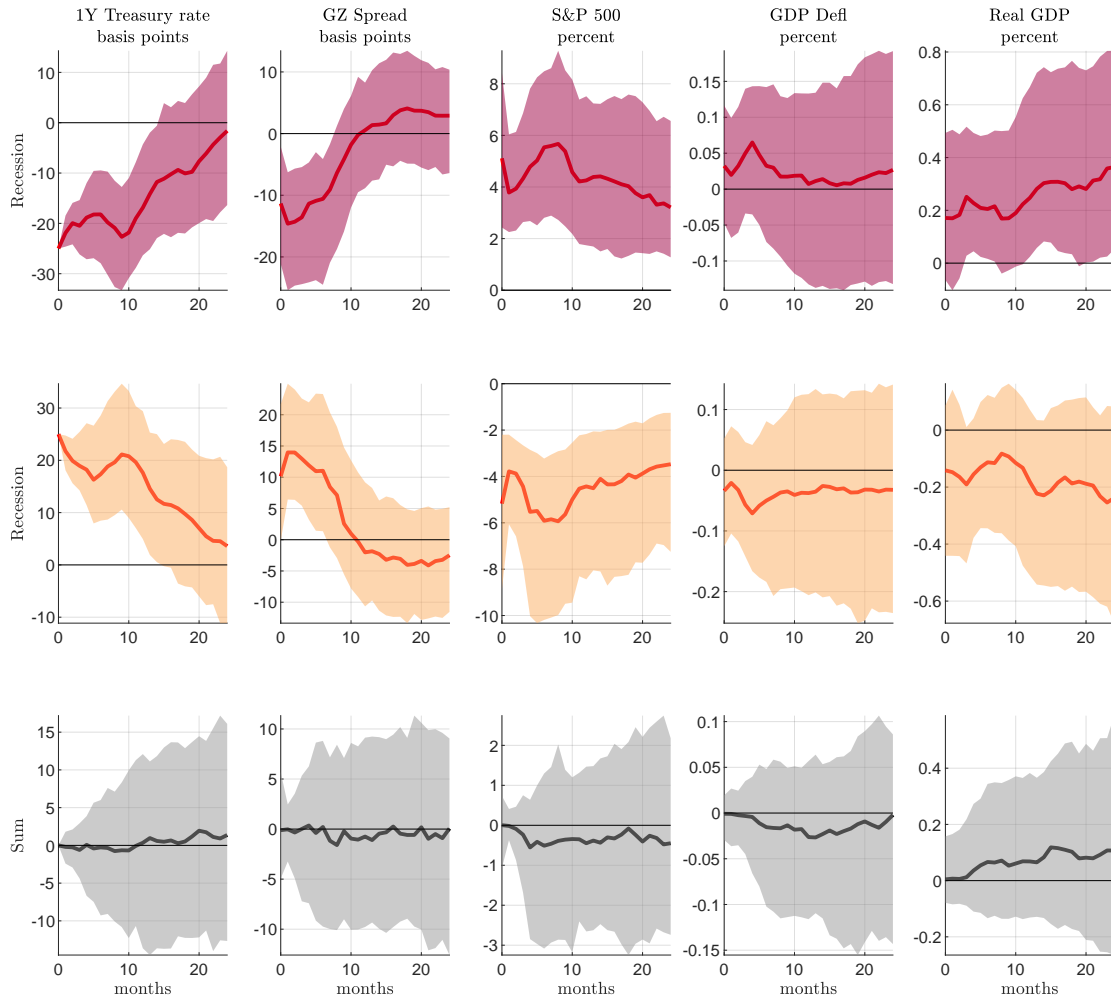 1Y Treasury rate
basis points
GZ Spread
basis points
S&P 500
percent
GDP Defl
percent
Real GDP
percent
Recession
10
0
-10
-20
-30
0 10 20
10
0
-10
-20
0 10 20
8
6
4
2
0
0 10 20
0.15
0.1
0.05
0
-0.05
-0.1
0 10 20
0.8
0.6
0.4
0.2
0
0 10 20
Recession
30
20
10
0
-10
0 10 20
20
15
10
5
0
-5
-10
0 10 20
0
-2
-4
-6
-8
-10
0 10 20
0.1
0
-0.1
-0.2
0 10 20
0
-0.2
-0.4
-0.6
0 10 20
Sum
15
10
5
0
-5
-10
0 10 20
months
10
5
0
-5
-10
0 10 20
months
2
1
0
-1
-2
-3
0 10 20
months
0.1
0.05
0
-0.05
-0.1
-0.15
0 10 20
months
0.4
0.2
0
-0.2
0 10 20
months